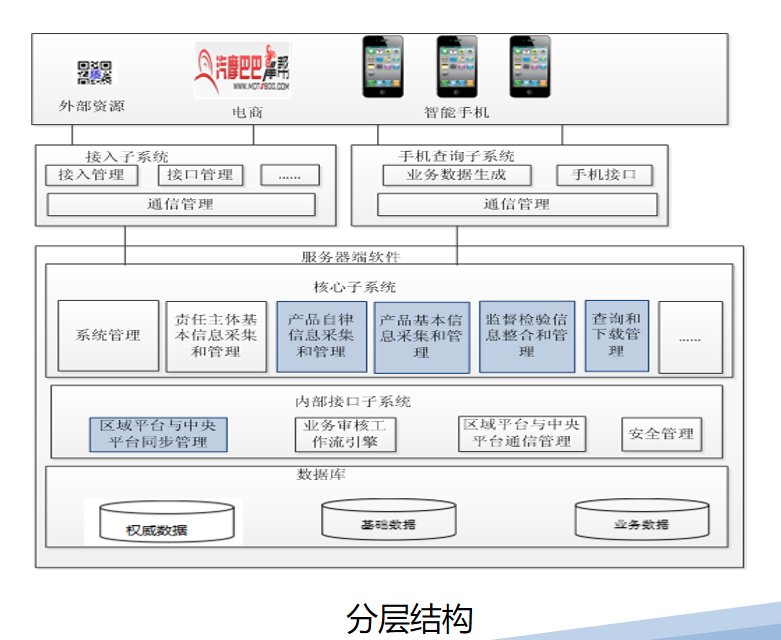 汽摩巴巴 摩帮
WWW.MOT8800.COM
外部资源
电商
智能手机
接入子系统
接入管理
接口管理
......
通信管理
手机查询子系统
业务数据生成
手机接口
通信管理
服务器端软件
核心子系统
系统管理
责任主体基
本信息采集
和管理
产品自律
信息采集
和管理
产品基本信
息采集和管
理
监督检验信
息整合和管
理
查询和
下载管
理
......
内部接口子系统
区域平台与中央
平台同步管理
业务审核工
作流引擎
区域平台与中央
平台通信管理
安全管理
数据库
权威数据
基础数据
业务数据
分层结构